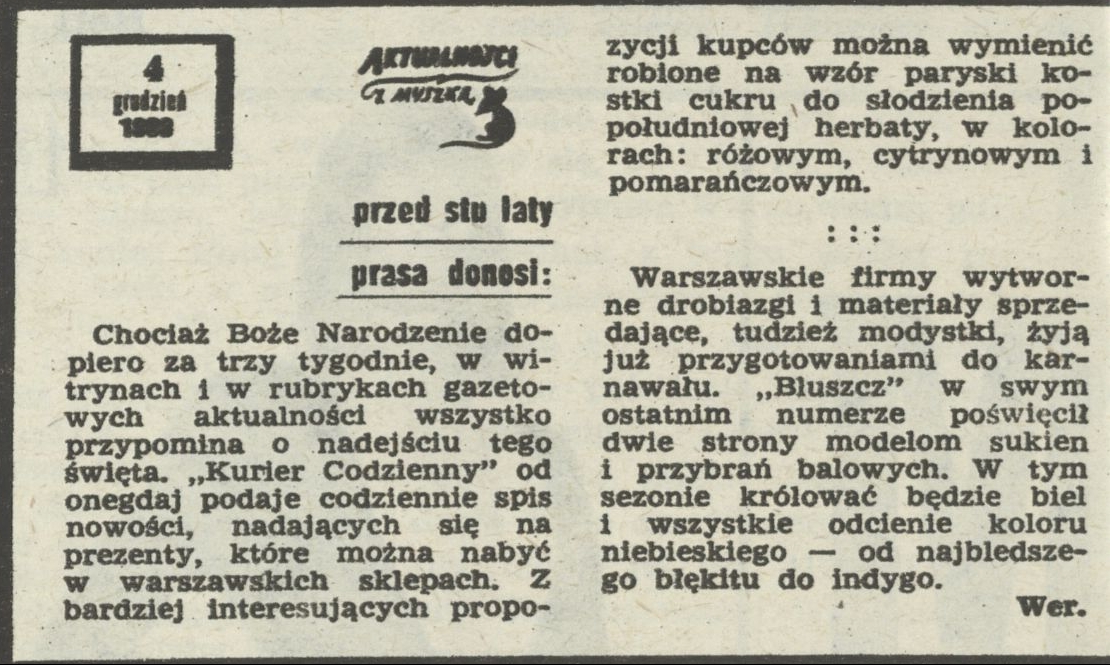 4
grudzień
AKTUALNOŚCI
Z MYSZKĄ
przed stu laty
prasa donosi:
Chociaż Boże Narodzenie do-
piero za trzy tygodnie, w wi-
trynach i w rubrykach gazeto-
wych aktualności wszystko
przypomina o nadejściu tego
święta. „Kurier Codzienny” od
onegdaj podaje codziennie spis
nowości, nadających się na
prezenty, które można nabyć
w warszawskich sklepach. Z
bardziej interesujących propo-
zycji kupców można wymienić
robione na wzór paryski ko-
stki cukru do słodzenia po-
południowej herbaty, w kolo-
rach: różowym, cytrynowym i
pomarańczowym.
: : :
Warszawskie firmy wytwor-
ne drobiazgi i materiały sprze-
dające, tudzież modystki, żyją
już przygotowaniami do kar-
nawału. „Bluszcz” w swym
ostatnim numerze poświęcił
dwie strony modelom sukien
i przybrań balowych. W tym
sezonie królować będzie biel
i wszystkie odcienie koloru
niebieskiego — od najbledsze-
go błękitu do indygo.
Wer.